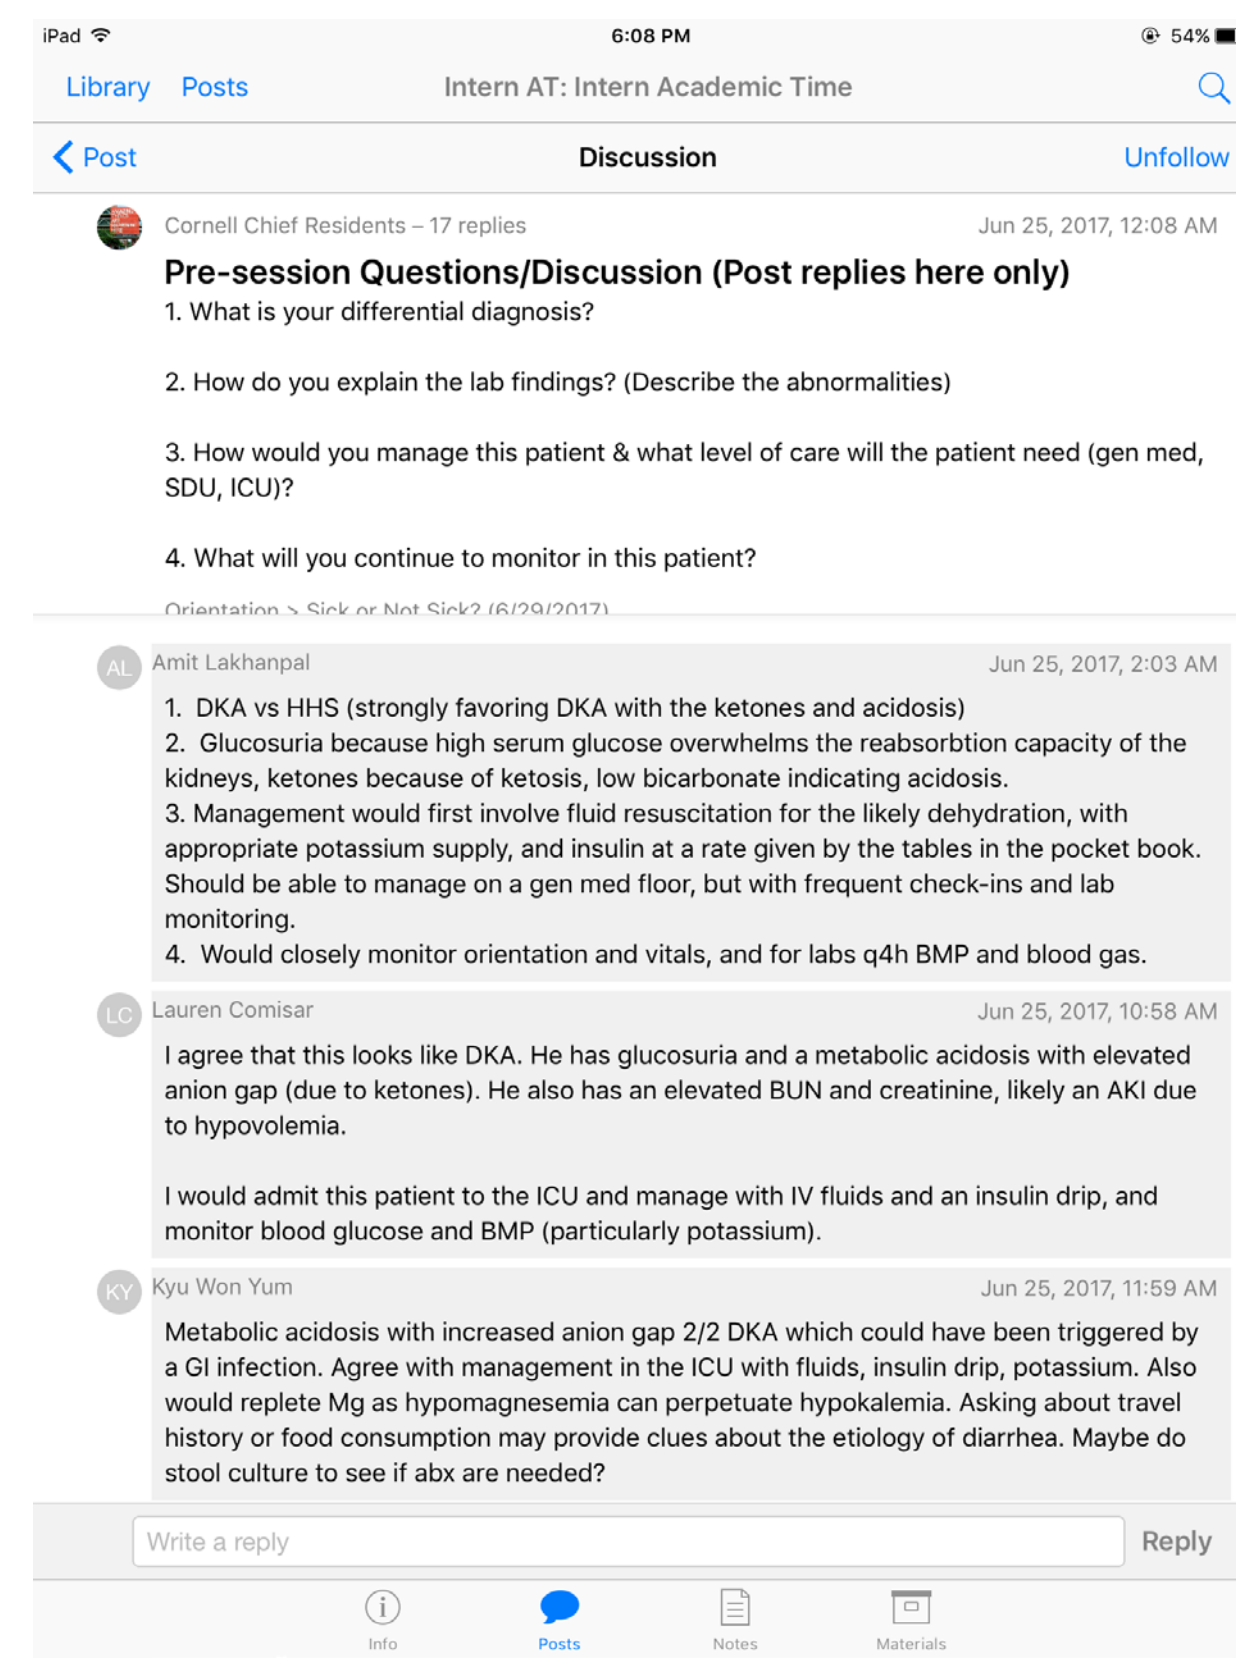 iPad 6:08 PM 54%
Library Posts Intern AT: Intern Academic Time
Post Discussion Unfollow
Cornell Chief Residents – 17 replies Jun 25, 2017, 12:08 AM
Pre-session Questions/Discussion (Post replies here only)
1. What is your differential diagnosis?
2. How do you explain the lab findings? (Describe the abnormalities)
3. How would you manage this patient & what level of care will the patient need (gen med,
SDU, ICU)?
4. What will you continue to monitor in this patient?
Orientation > Sick or Not Sick? (6/29/2017)
AL Amit Lakhanpal Jun 25, 2017, 2:03 AM
1. DKA vs HHS (strongly favoring DKA with the ketones and acidosis)
2. Glucosuria because high serum glucose overwhelms the reabsorbtion capacity of the
kidneys, ketones because of ketosis, low bicarbonate indicating acidosis.
3. Management would first involve fluid resuscitation for the likely dehydration, with
appropriate potassium supply, and insulin at a rate given by the tables in the pocket book.
Should be able to manage on a gen med floor, but with frequent check-ins and lab
monitoring.
4. Would closely monitor orientation and vitals, and for labs q4h BMP and blood gas.
LC Lauren Comisar Jun 25, 2017, 10:58 AM
I agree that this looks like DKA. He has glucosuria and a metabolic acidosis with elevated
anion gap (due to ketones). He also has an elevated BUN and creatinine, likely an AKI due
to hypovolemia.
I would admit this patient to the ICU and manage with IV fluids and an insulin drip, and
monitor blood glucose and BMP (particularly potassium).
KY Kyu Won Yum Jun 25, 2017, 11:59 AM
Metabolic acidosis with increased anion gap 2/2 DKA which could have been triggered by
a GI infection. Agree with management in the ICU with fluids, insulin drip, potassium. Also
would replete Mg as hypomagnesemia can perpetuate hypokalemia. Asking about travel
history or food consumption may provide clues about the etiology of diarrhea. Maybe do
stool culture to see if abx are needed?
Write a reply Reply
Info Posts Notes Materials